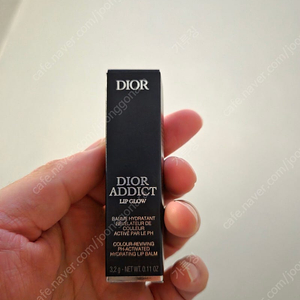 DIOR
DIOR
ADDICT
LIP GLOW
BAUME HYDRATANT
RÉVÉLATEUR DE
COULEUR
ACTIVÉ PAR LE PH
COLOUR-REVIVING
PH-ACTIVATED
HYDRATING LIP BALM
3.2 g - NET WT. 0.11 OZ.